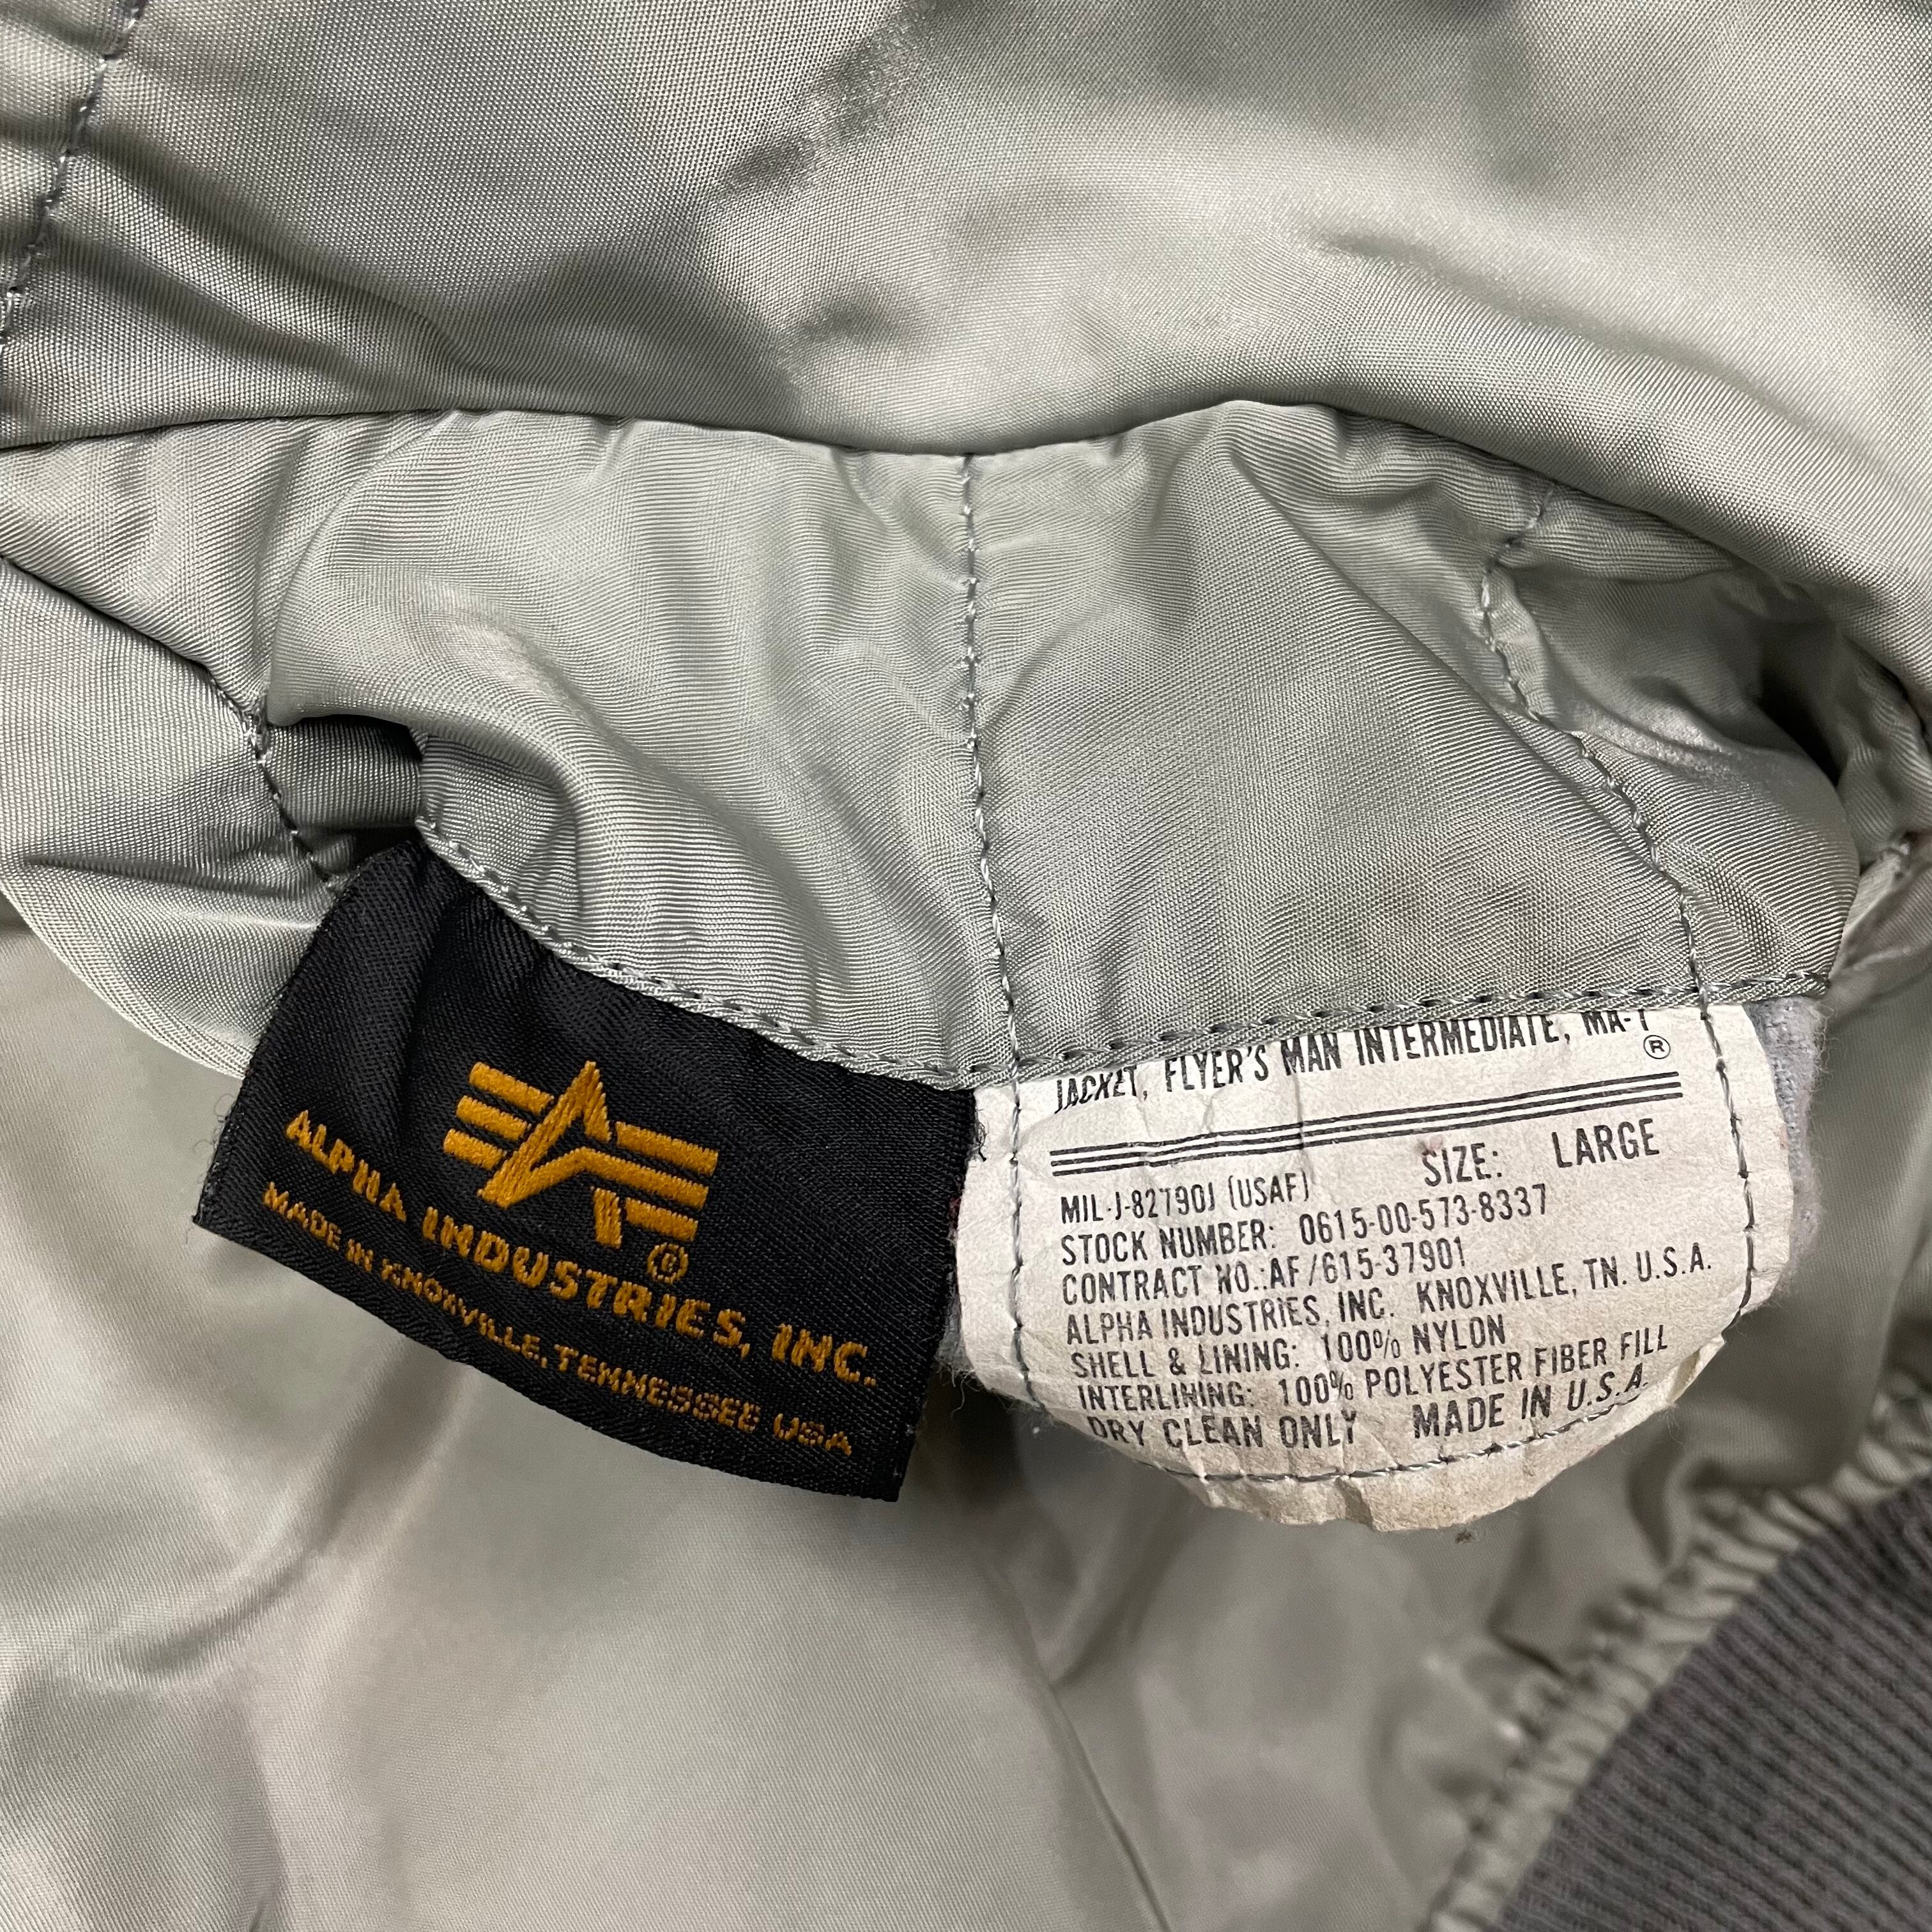 ALPHA INDUSTRIES, INC.
MADE IN KNOXVILLE, TENNESSEE USA
®
JACKET, FLYER'S MAN INTERMEDIATE, MA-1
®
SIZE: LARGE
MIL-J-82790J (USAF)
STOCK NUMBER: 0615-00-573-8337
CONTRACT NO.:AF/615-37901
ALPHA INDUSTRIES, INC. KNOXVILLE, TN. U.S.A.
SHELL & LINING: 100% NYLON
INTERLINING: 100% POLYESTER FIBER FILL
DRY CLEAN ONLY MADE IN U.S.A.